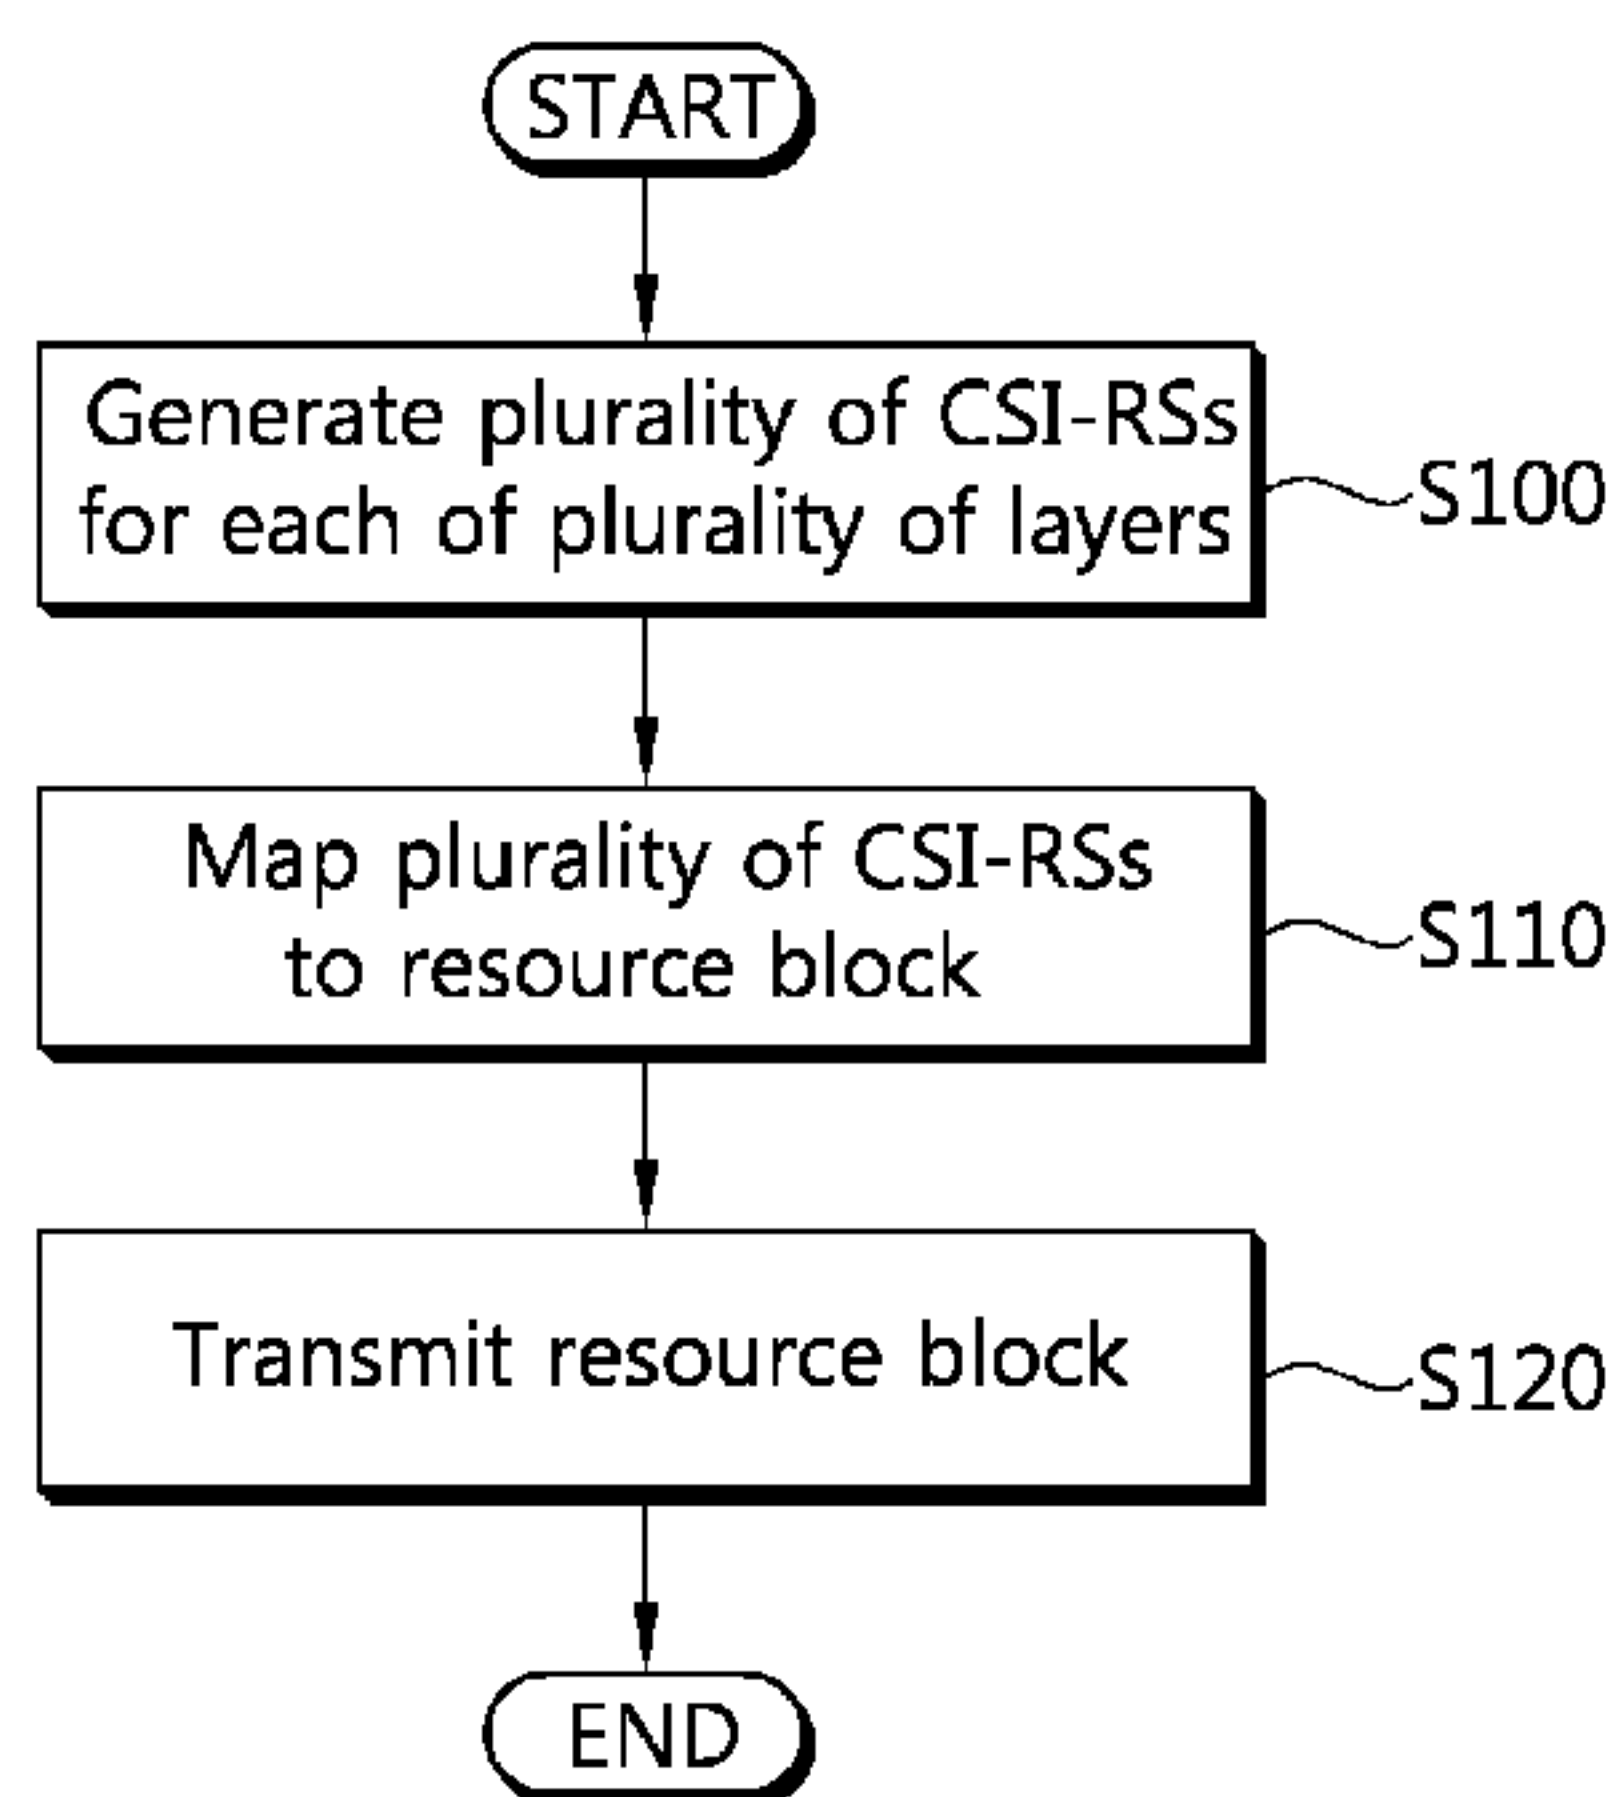 START
Generate plurality of CSI-RSs
for each of plurality of layers
S100
Map plurality of CSI-RSs
to resource block
S110
Transmit resource block
S120
END